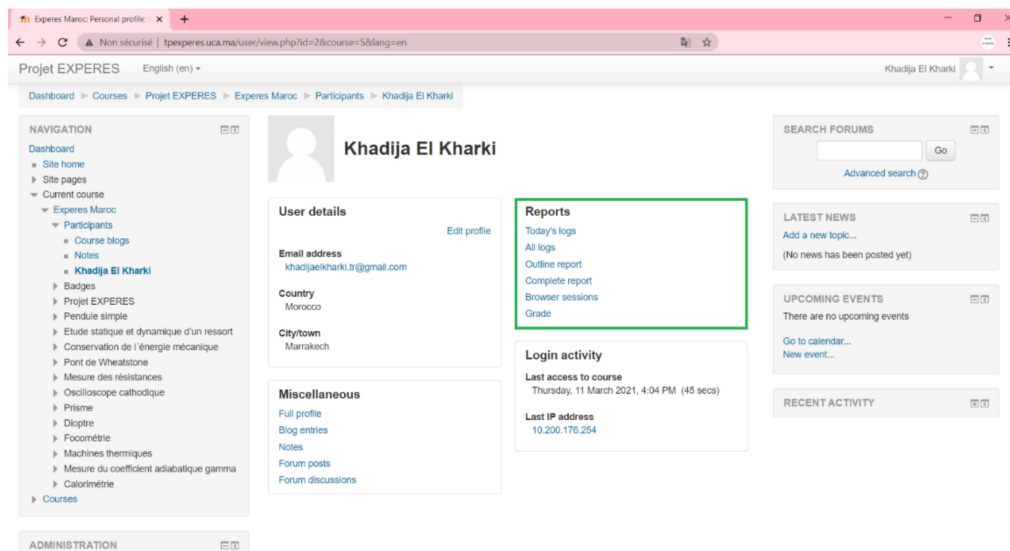 Experes Maroc: Personal profile:
Non sécurisé | tpexperes.uca.ma/user/view.php?id=2&course=5&lang=en
Projet EXPERES English (en)
Khadija El Kharki
Dashboard Courses Projet EXPERES Experes Maroc Participants Khadija El Kharki
NAVIGATION
Dashboard
Site home
Site pages
Current course
Experes Maroc
Participants
Course blogs
Notes
Khadija El Kharki
Badges
Projet EXPERES
Pendule simple
Etude statique et dynamique d'un ressort
Conservation de l´énergie mécanique
Pont de Wheatstone
Mesure des résistances
Oscilloscope cathodique
Prisme
Dioptre
Focométrie
Machines thermiques
Mesure du coefficient adiabatique gamma
Calorimétrie
Courses
ADMINISTRATION
Khadija El Kharki
User details
Edit profile
Email address
khadijaelkharki.tr@gmail.com
Country
Morocco
City/town
Marrakech
Miscellaneous
Full profile
Blog entries
Notes
Forum posts
Forum discussions
Reports
Today's logs
All logs
Outline report
Complete report
Browser sessions
Grade
Login activity
Last access to course
Thursday, 11 March 2021, 4:04 PM (45 secs)
Last IP address
10.200.176.254
SEARCH FORUMS
Go
Advanced search
LATEST NEWS
Add a new topic...
(No news has been posted yet)
UPCOMING EVENTS
There are no upcoming events
Go to calendar...
New event...
RECENT ACTIVITY